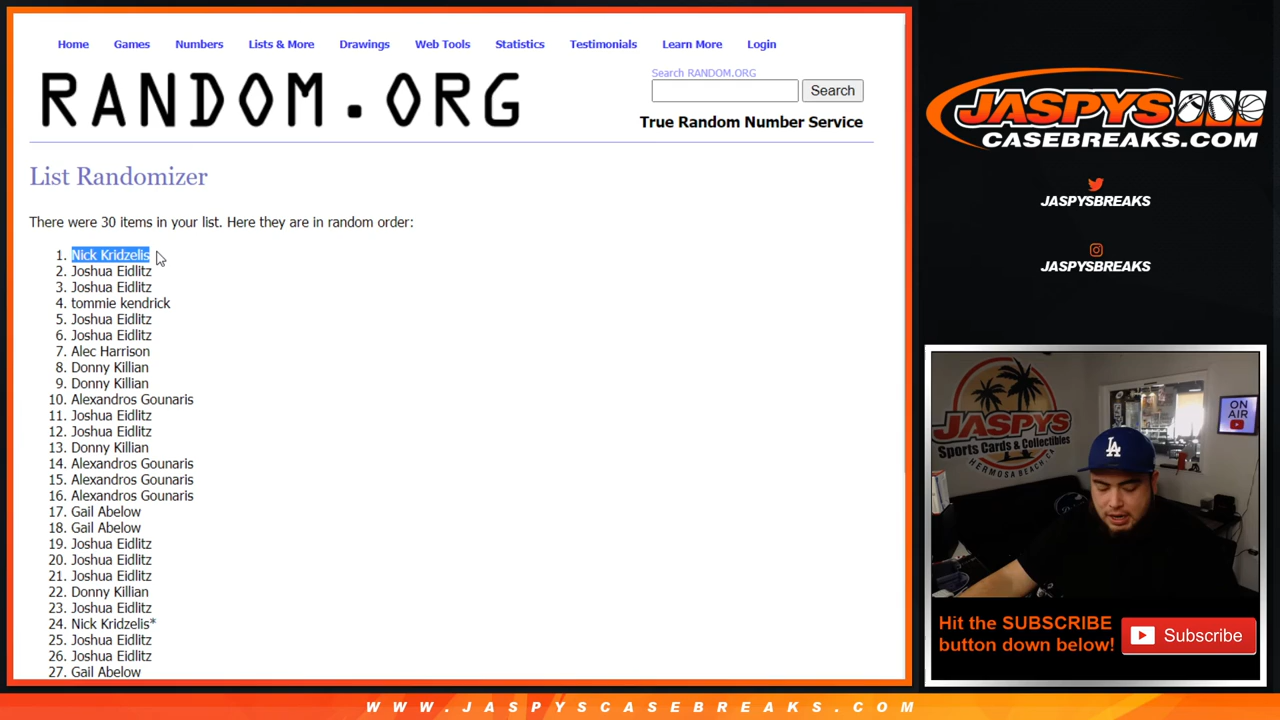 Home Games Numbers Lists & More Drawings Web Tools Statistics Testimonials Learn More Login
RANDOM.ORG
Search RANDOM.ORG
Search
True Random Number Service
List Randomizer
There were 30 items in your list. Here they are in random order:
1. Nick Kridzelis
2. Joshua Eidlitz
3. Joshua Eidlitz
4. tommie kendrick
5. Joshua Eidlitz
6. Joshua Eidlitz
7. Alec Harrison
8. Donny Killian
9. Donny Killian
10. Alexandros Gounaris
11. Joshua Eidlitz
12. Joshua Eidlitz
13. Donny Killian
14. Alexandros Gounaris
15. Alexandros Gounaris
16. Alexandros Gounaris
17. Gail Abelow
18. Gail Abelow
19. Joshua Eidlitz
20. Joshua Eidlitz
21. Joshua Eidlitz
22. Donny Killian
23. Joshua Eidlitz
24. Nick Kridzelis*
25. Joshua Eidlitz
26. Joshua Eidlitz
27. Gail Abelow
JASPYS
CASEBREAKS.COM
JASPYSBREAKS
JASPYSBREAKS
JASPYS
Sports Cards & Collectibles
HERMOSA BEACH, CA
ON
AIR
LA
Hit the SUBSCRIBE
button down below!
Subscribe
WWW.JASPYSCASEBREAKS.COM